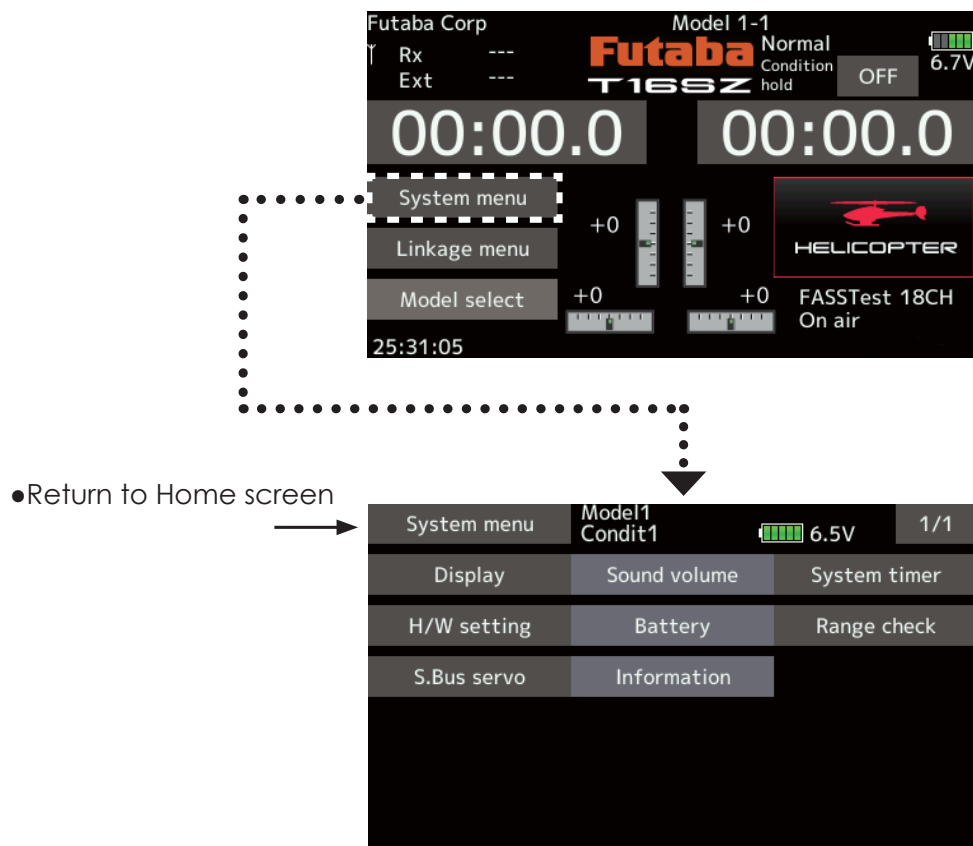 Futaba Corp
Model 1-1
Rx ---
Ext ---
Futaba
T16SZ
Normal
Condition
hold
OFF
6.7V
00:00.0
00:00.0
System menu
Linkage menu
Model select
+0
+0
+0
+0
HELICOPTER
FASSTest 18CH
On air
25:31:05
●Return to Home screen
System menu
Model1
Condit1
6.5V
1/1
Display
Sound volume
System timer
H/W setting
Battery
Range check
S.Bus servo
Information